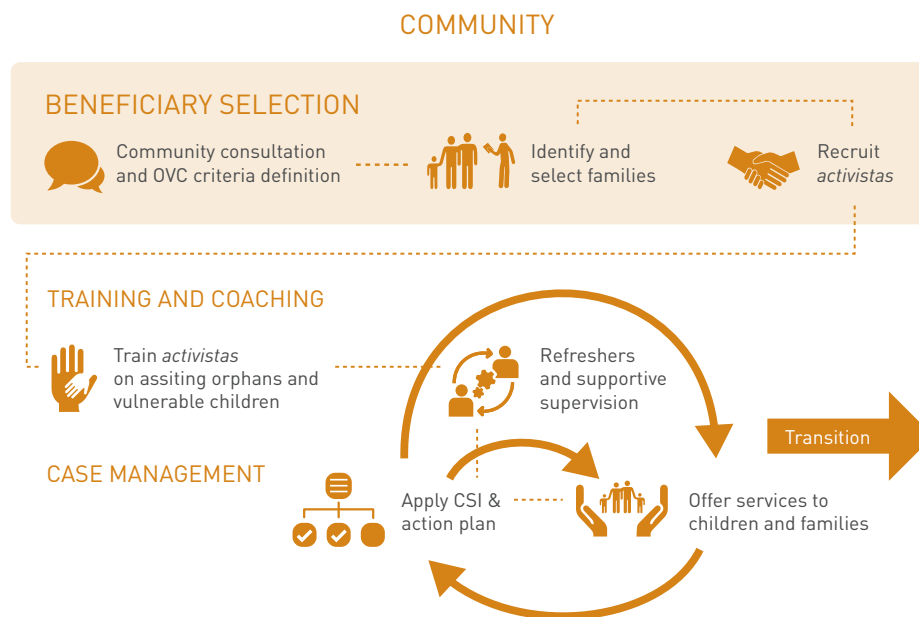 COMMUNITY
BENEFICIARY SELECTION
Community consultation
and OVC criteria definition
Identify and
select families
Recruit
activistas
TRAINING AND COACHING
Train activistas
on assiting orphans and
vulnerable children
Refreshers
and supportive
supervision
Transition
CASE MANAGEMENT
Apply CSI &
action plan
Offer services to
children and families